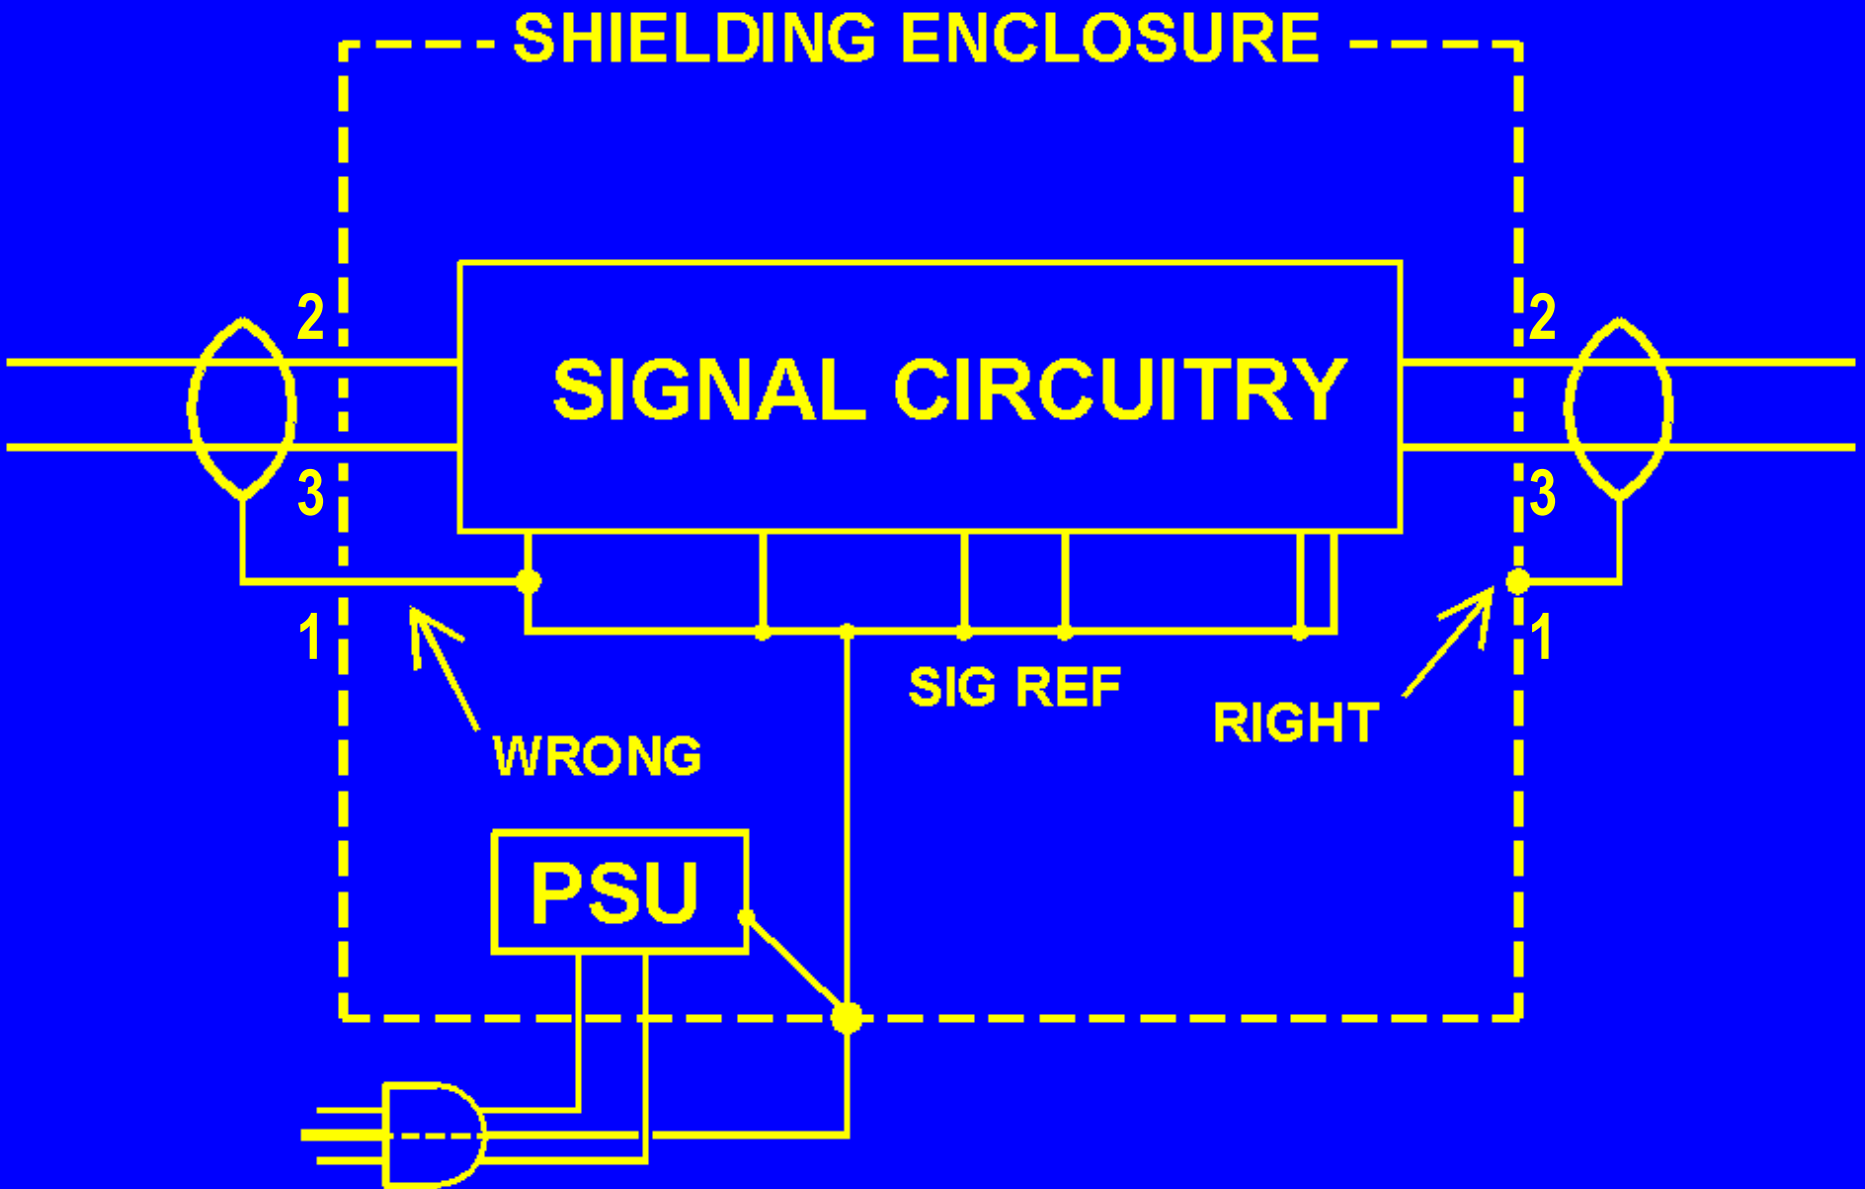 SHIELDING ENCLOSURE
2
2
SIGNAL CIRCUITRY
3
3
1
1
SIG REF
RIGHT
WRONG
PSU